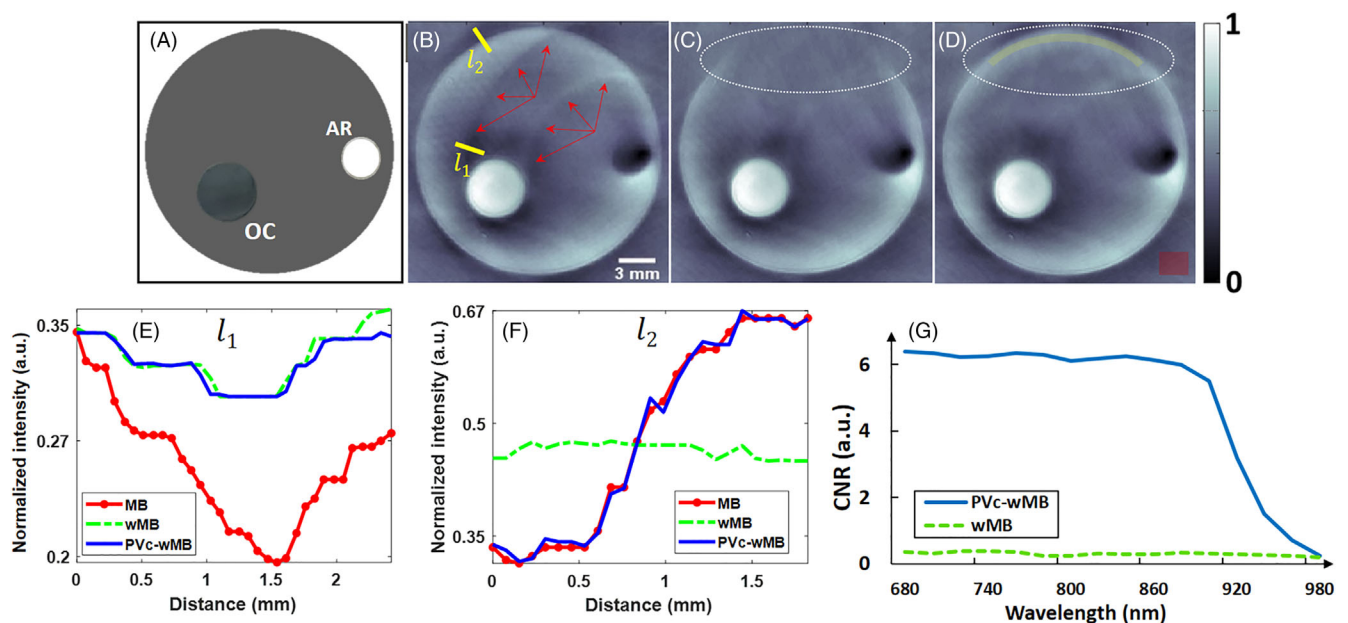 (A)
AR
OC
(B)
l2
l1
3 mm
(C)
(D)
1
0
(E)
l1
Normalized intensity (a.u.)
0.35
0.27
0.2
MB
wMB
PVc-wMB
0
0.5
1
1.5
2
Distance (mm)
(F)
l2
Normalized intensity (a.u.)
0.67
0.5
0.35
MB
wMB
PVc-wMB
0
0.5
1
1.5
Distance (mm)
(G)
CNR (a.u.)
6
4
6
0
PVc-wMB
wMB
680
740
800
860
920
980
Wavelength (nm)